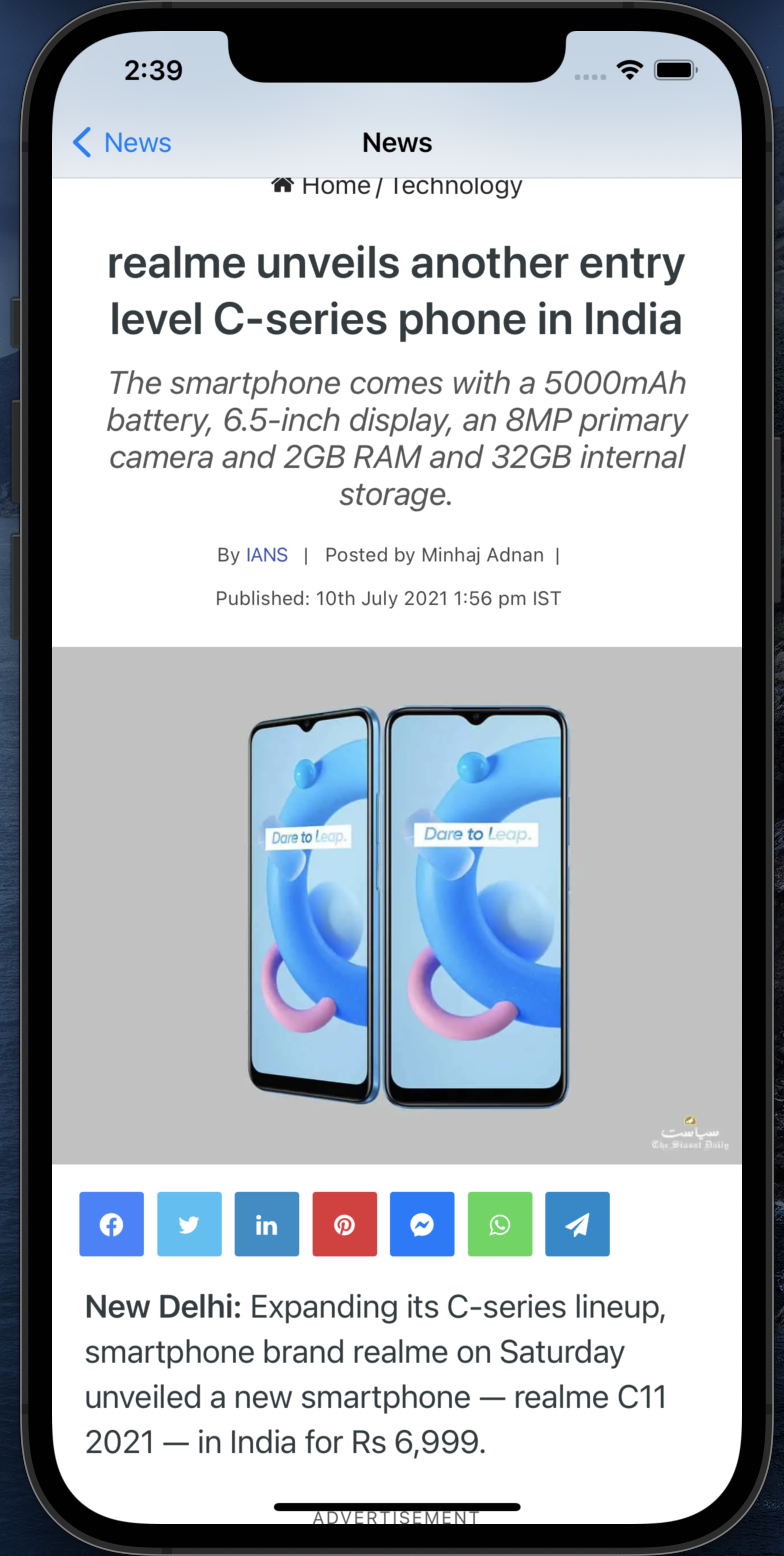 2:39
News
News
Home / Technology
realme unveils another entry
level C-series phone in India
The smartphone comes with a 5000mAh
battery, 6.5-inch display, an 8MP primary
camera and 2GB RAM and 32GB internal
storage.
By IANS | Posted by Minhaj Adnan |
Published: 10th July 2021 1:56 pm IST
Dare to Leap.
Dare to Leap.
سیاست
The Siasat Daily
New Delhi: Expanding its C-series lineup,
smartphone brand realme on Saturday
unveiled a new smartphone — realme C11
2021 — in India for Rs 6,999.
ADVERTISEMENT